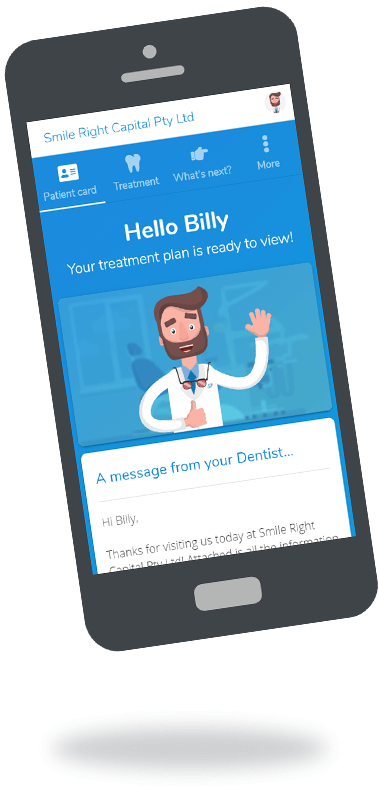 Smile Right Capital Pty Ltd
Patient card Treatment What's next? More
Hello Billy
Your treatment plan is ready to view!
A message from your Dentist...
Hi Billy,
Thanks for visiting us today at Smile Right
Capital Pty Ltd! Attached is all the information